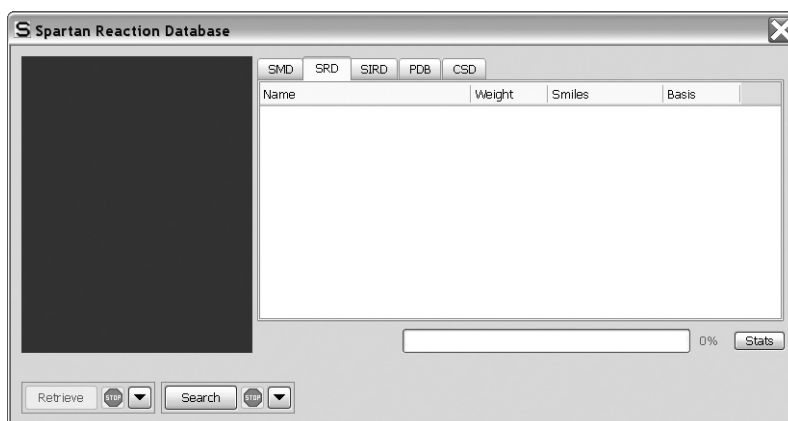 S Spartan Reaction Database
SMD SRD SIRD PDB CSD
Name Weight Smiles Basis
0% Stats
Retrieve STOP Search STOP